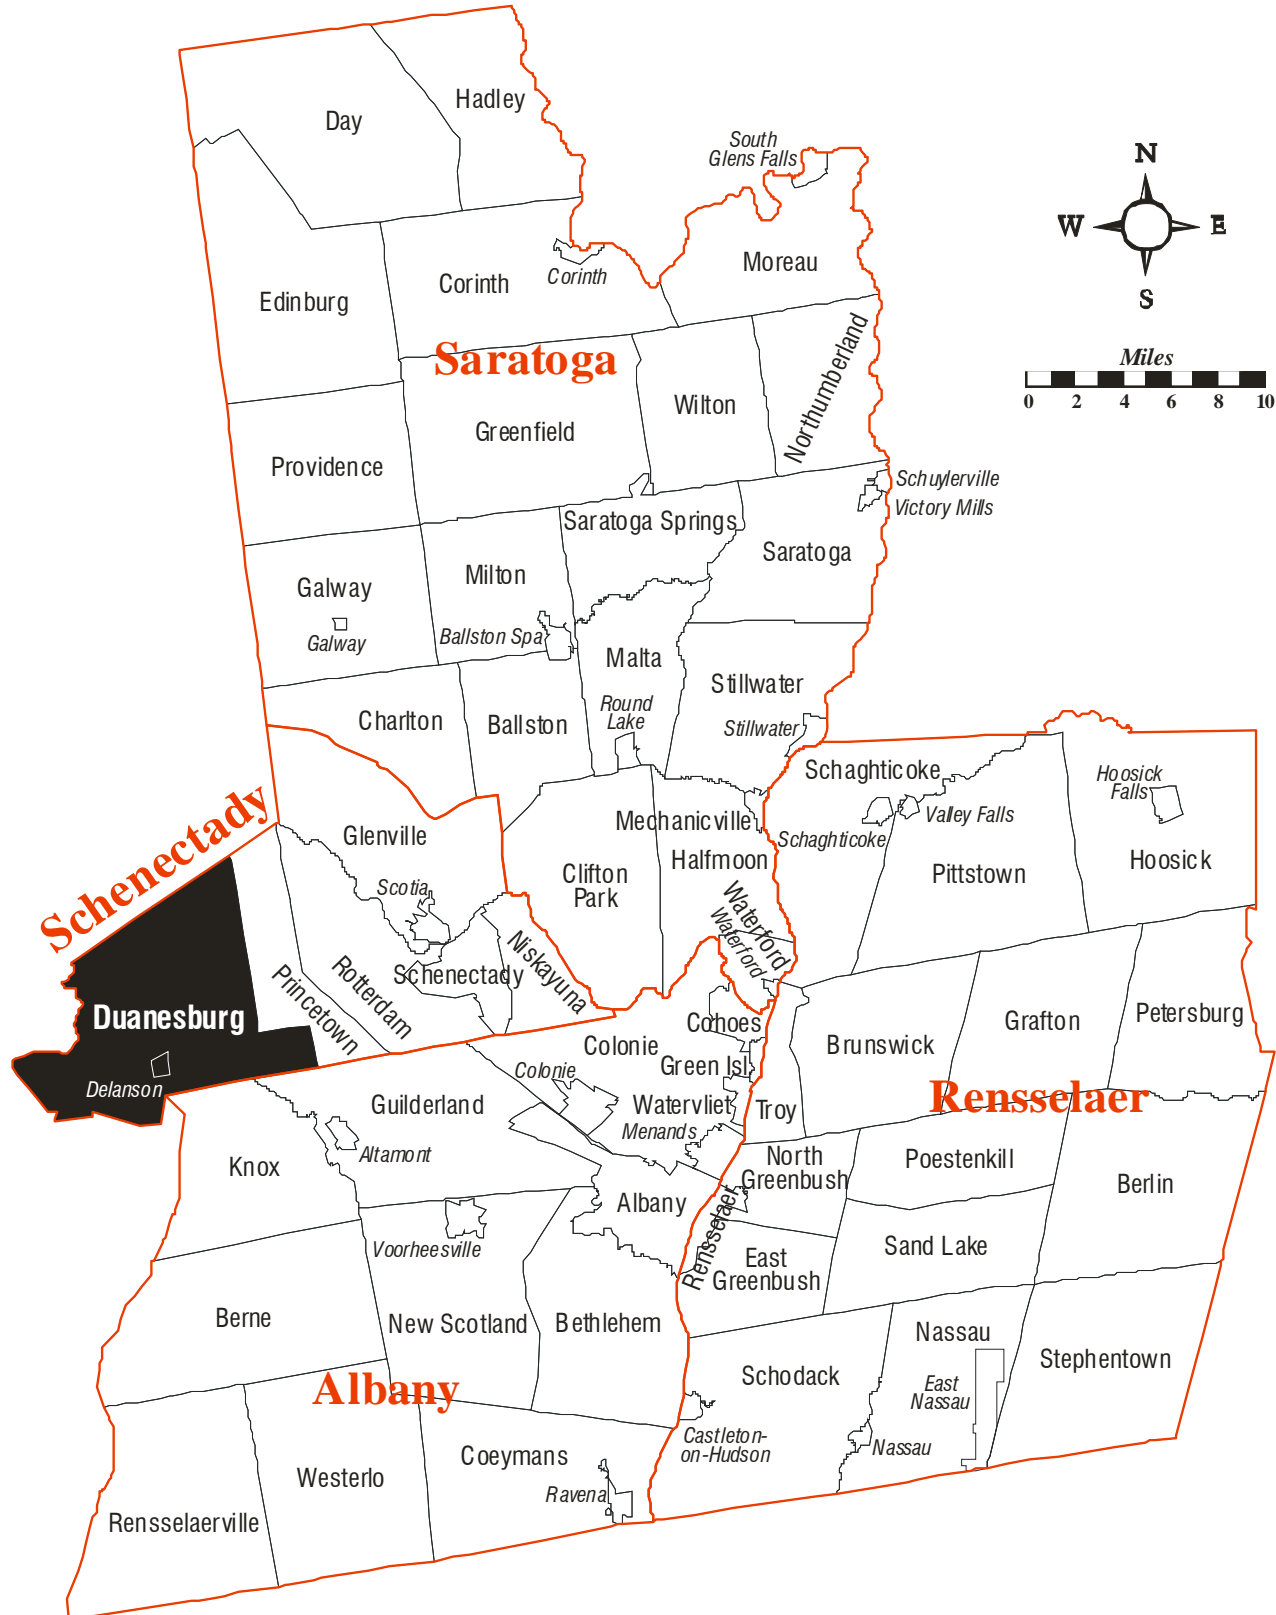 Hadley
Day
South
Glens Falls
N
W
E
S
Moreau
Corinth
Corinth
Edinburg
Saratoga
Northumberland
Miles
0 2 4 6 8 10
Wilton
Greenfield
Providence
Schuylerville
Victory Mills
Saratoga Springs
Saratoga
Milton
Galway
Galway
Ballston Spa
Malta
Stillwater
Round
Lake
Stillwater
Charlton
Ballston
Schaghticoke
Hoosick
Falls
Valley Falls
Schaghticoke
Mechanicville
Halfmoon
Hoosick
Pittstown
Schenectady
Glenville
Clifton
Park
Scotia
Waterford
Waterford
Niskayuna
Schenectady
Rotterdam
Princetown
Duanesburg
Delanson
Cohoes
Colonie
Green Isl.
Colonie
Watervliet
Menands
Troy
Brunswick
Grafton
Petersburg
Rensselaer
Guilderland
Altamont
Knox
North
Greenbush
Poestenkill
Berlin
Albany
Rensselaer
Voorheesville
East
Greenbush
Sand Lake
Berne
New Scotland
Bethlehem
Nassau
Stephentown
Schodack
East
Nassau
Albany
Castleton-
on-Hudson
Nassau
Coeymans
Westerlo
Ravena
Rensselaerville